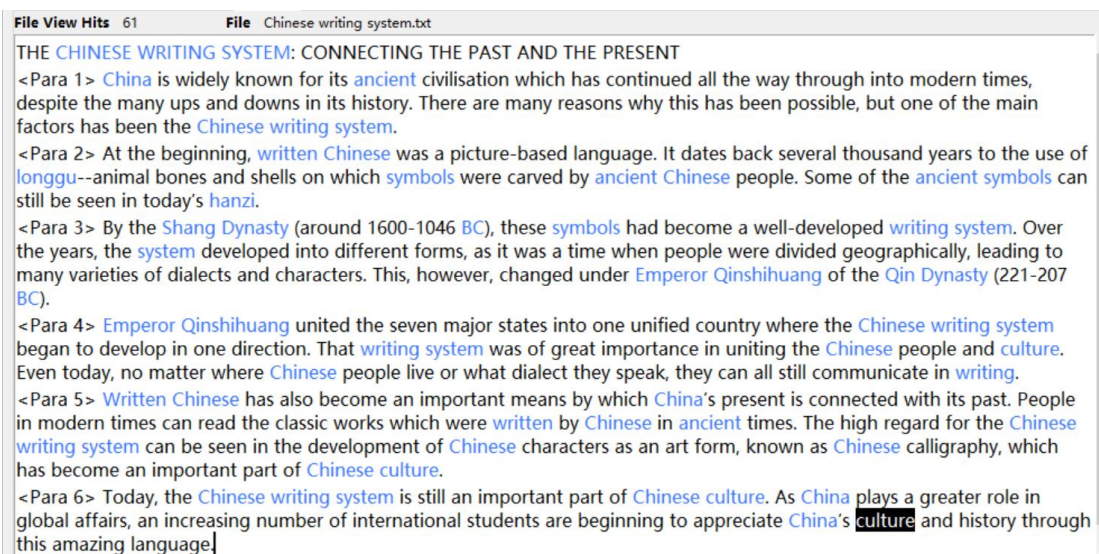 File View Hits 61 File Chinese writing system.txt
THE CHINESE WRITING SYSTEM: CONNECTING THE PAST AND THE PRESENT
<Para 1> China is widely known for its ancient civilisation which has continued all the way through into modern times,
despite the many ups and downs in its history. There are many reasons why this has been possible, but one of the main
factors has been the Chinese writing system.
<Para 2> At the beginning, written Chinese was a picture-based language. It dates back several thousand years to the use of
longgu--animal bones and shells on which symbols were carved by ancient Chinese people. Some of the ancient symbols can
still be seen in today's hanzi.
<Para 3> By the Shang Dynasty (around 1600-1046 BC), these symbols had become a well-developed writing system. Over
the years, the system developed into different forms, as it was a time when people were divided geographically, leading to
many varieties of dialects and characters. This, however, changed under Emperor Qinshihuang of the Qin Dynasty (221-207
BC).
<Para 4> Emperor Qinshihuang united the seven major states into one unified country where the Chinese writing system
began to develop in one direction. That writing system was of great importance in uniting the Chinese people and culture.
Even today, no matter where Chinese people live or what dialect they speak, they can all still communicate in writing.
<Para 5> Written Chinese has also become an important means by which China's present is connected with its past. People
in modern times can read the classic works which were written by Chinese in ancient times. The high regard for the Chinese
writing system can be seen in the development of Chinese characters as an art form, known as Chinese calligraphy, which
has become an important part of Chinese culture.
<Para 6> Today, the Chinese writing system is still an important part of Chinese culture. As China plays a greater role in
global affairs, an increasing number of international students are beginning to appreciate China's culture and history through
this amazing language.